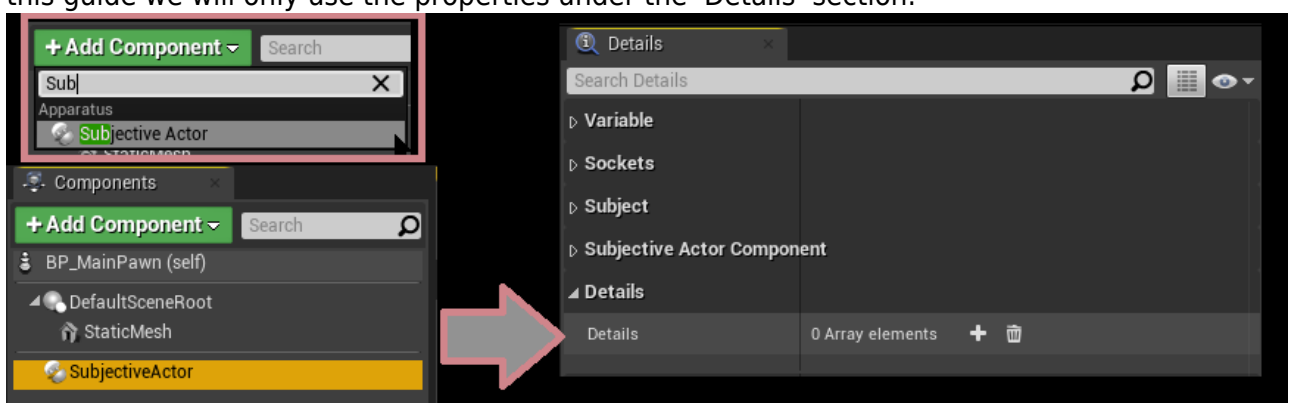 this guide we will only use the properties under the "Details" section:
+ Add Component
Search
Sub
Apparatus
Subjective Actor
StaticMesh
Components
+ Add Component
Search
BP_MainPawn (self)
DefaultSceneRoot
StaticMesh
SubjectiveActor
Details
Search Details
Variable
Sockets
Subject
Subjective Actor Component
Details
Details 0 Array elements